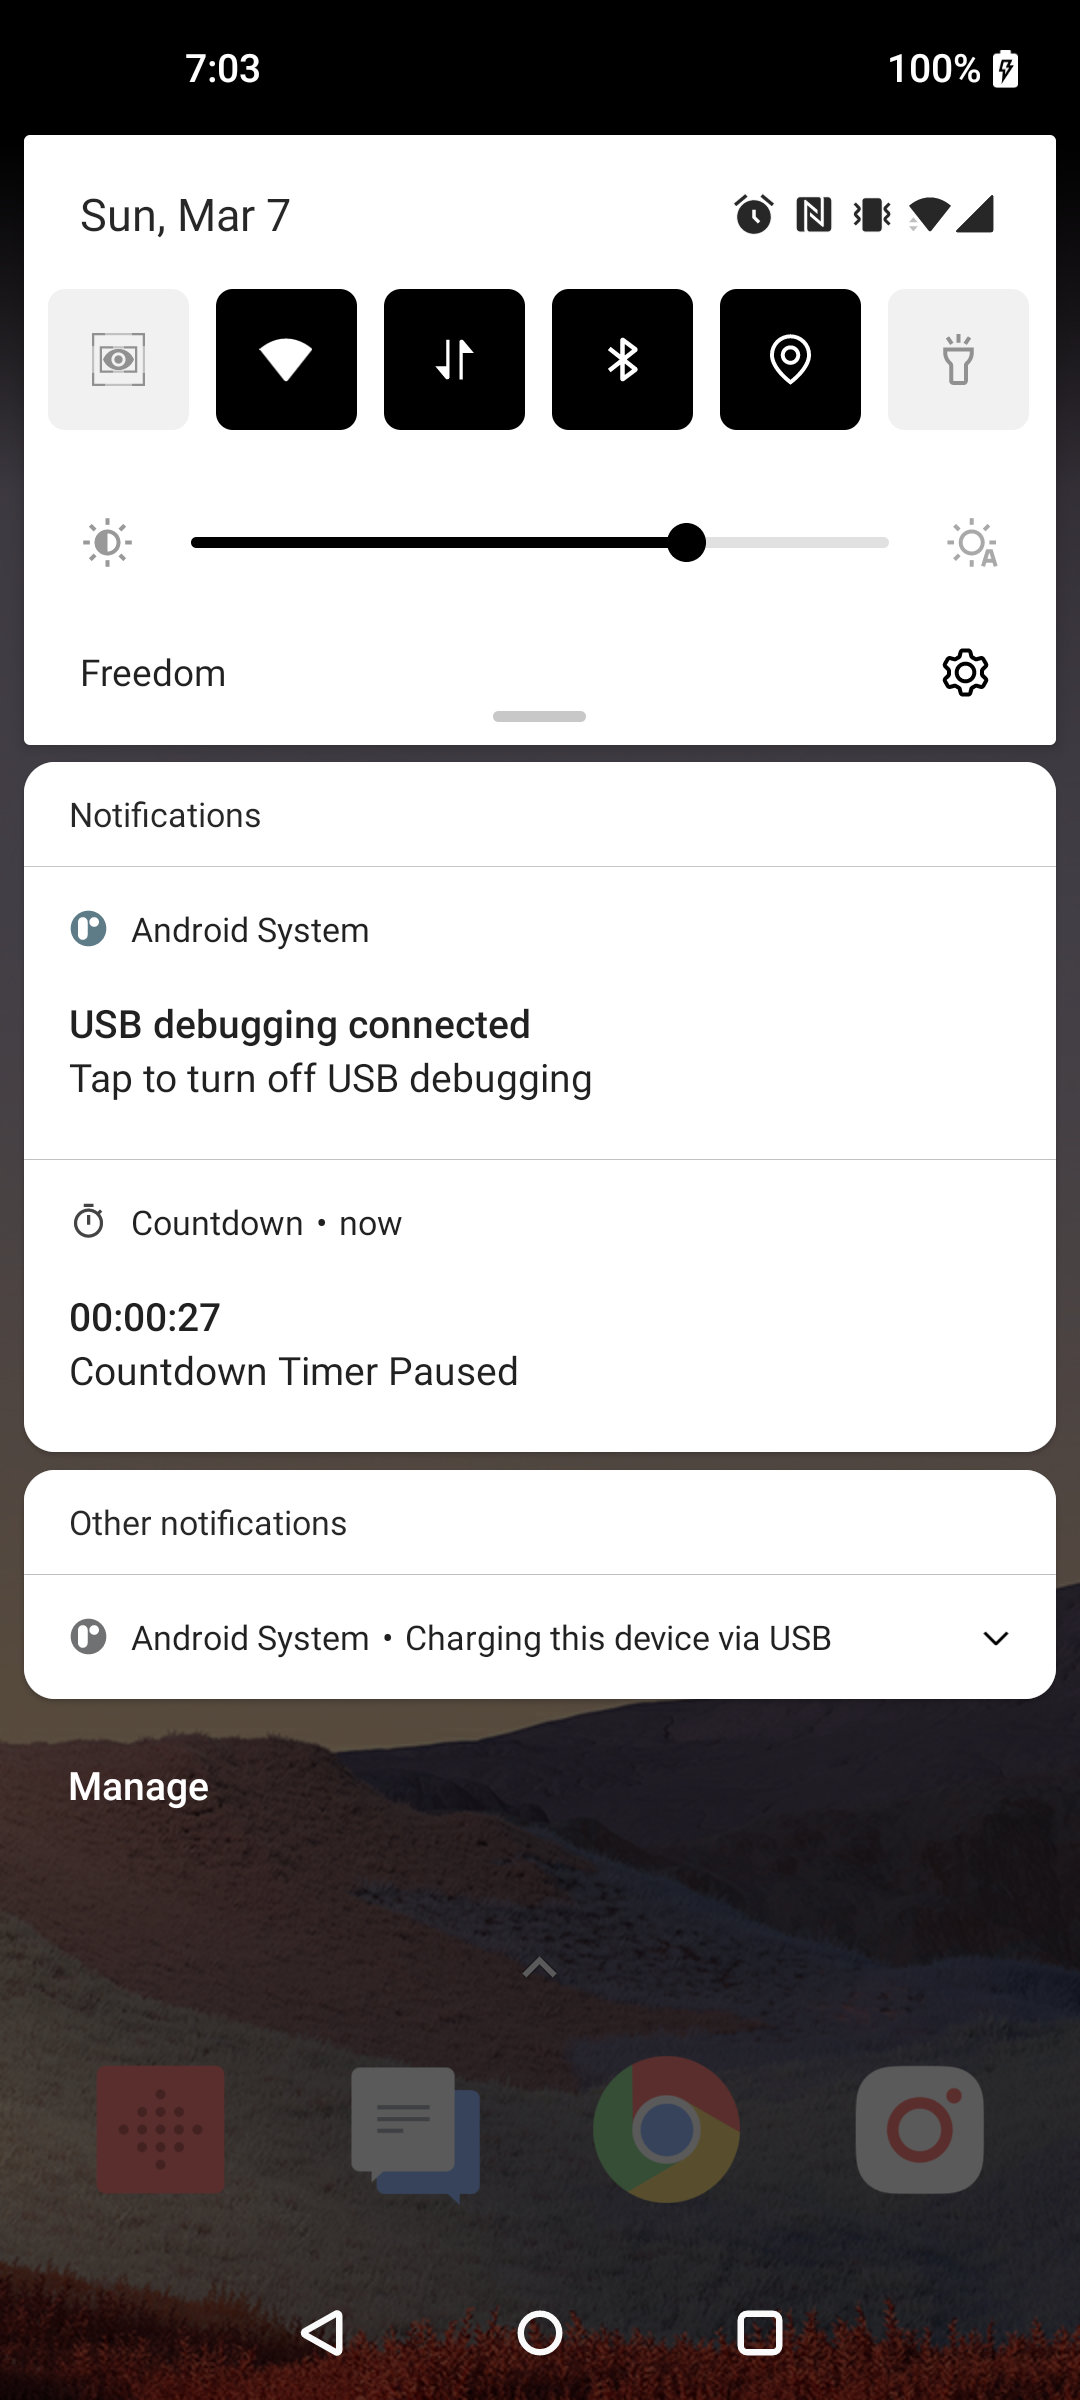 7:03
100%
Sun, Mar 7
Freedom
Notifications
Android System
USB debugging connected
Tap to turn off USB debugging
Countdown • now
00:00:27
Countdown Timer Paused
Other notifications
Android System • Charging this device via USB
Manage